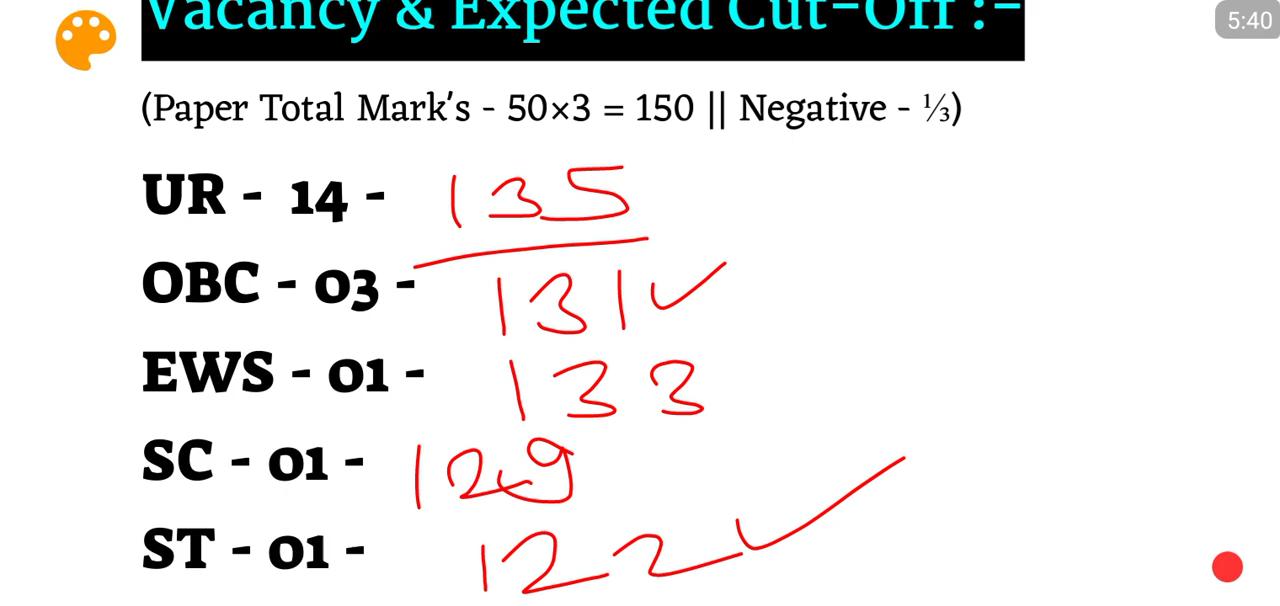 Vacancy & Expected Cut-Off :-
5:40
(Paper Total Mark's - 50×3 = 150 || Negative - ⅓)
UR - 14 - 135
OBC - 03 - 131
EWS - 01 - 133
SC - 01 - 129
ST - 01 - 122